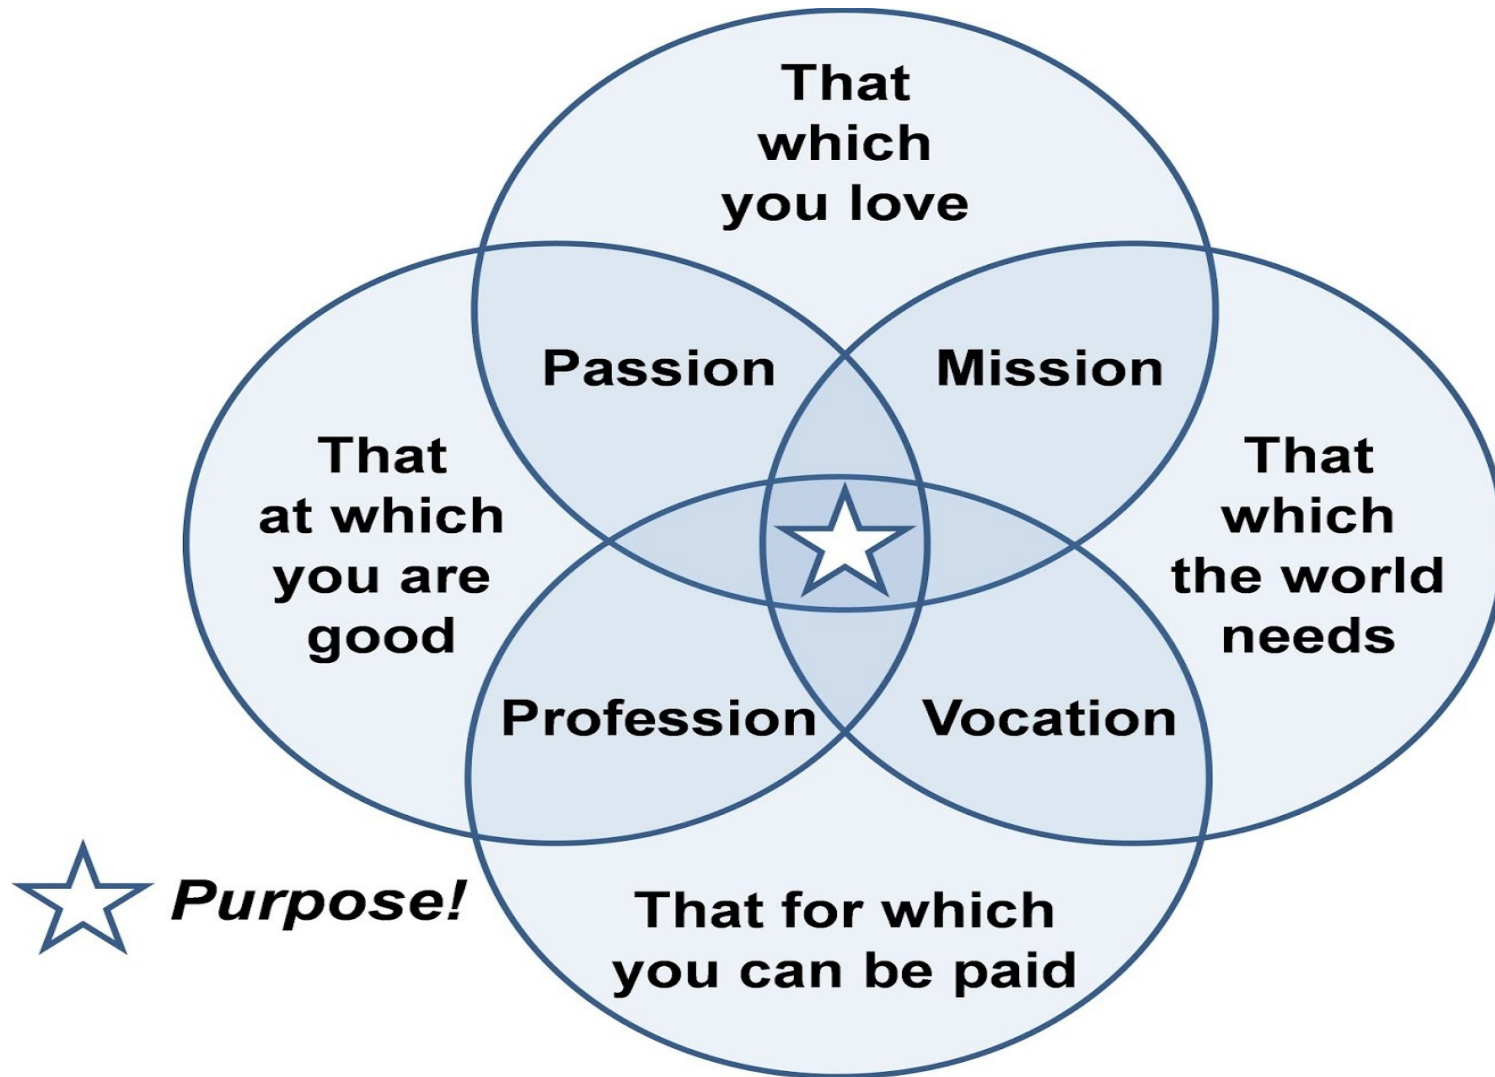 That
which
you love
Passion
Mission
That
at which
you are
good
That
which
the world
needs
Profession
Vocation
Purpose!
That for which
you can be paid